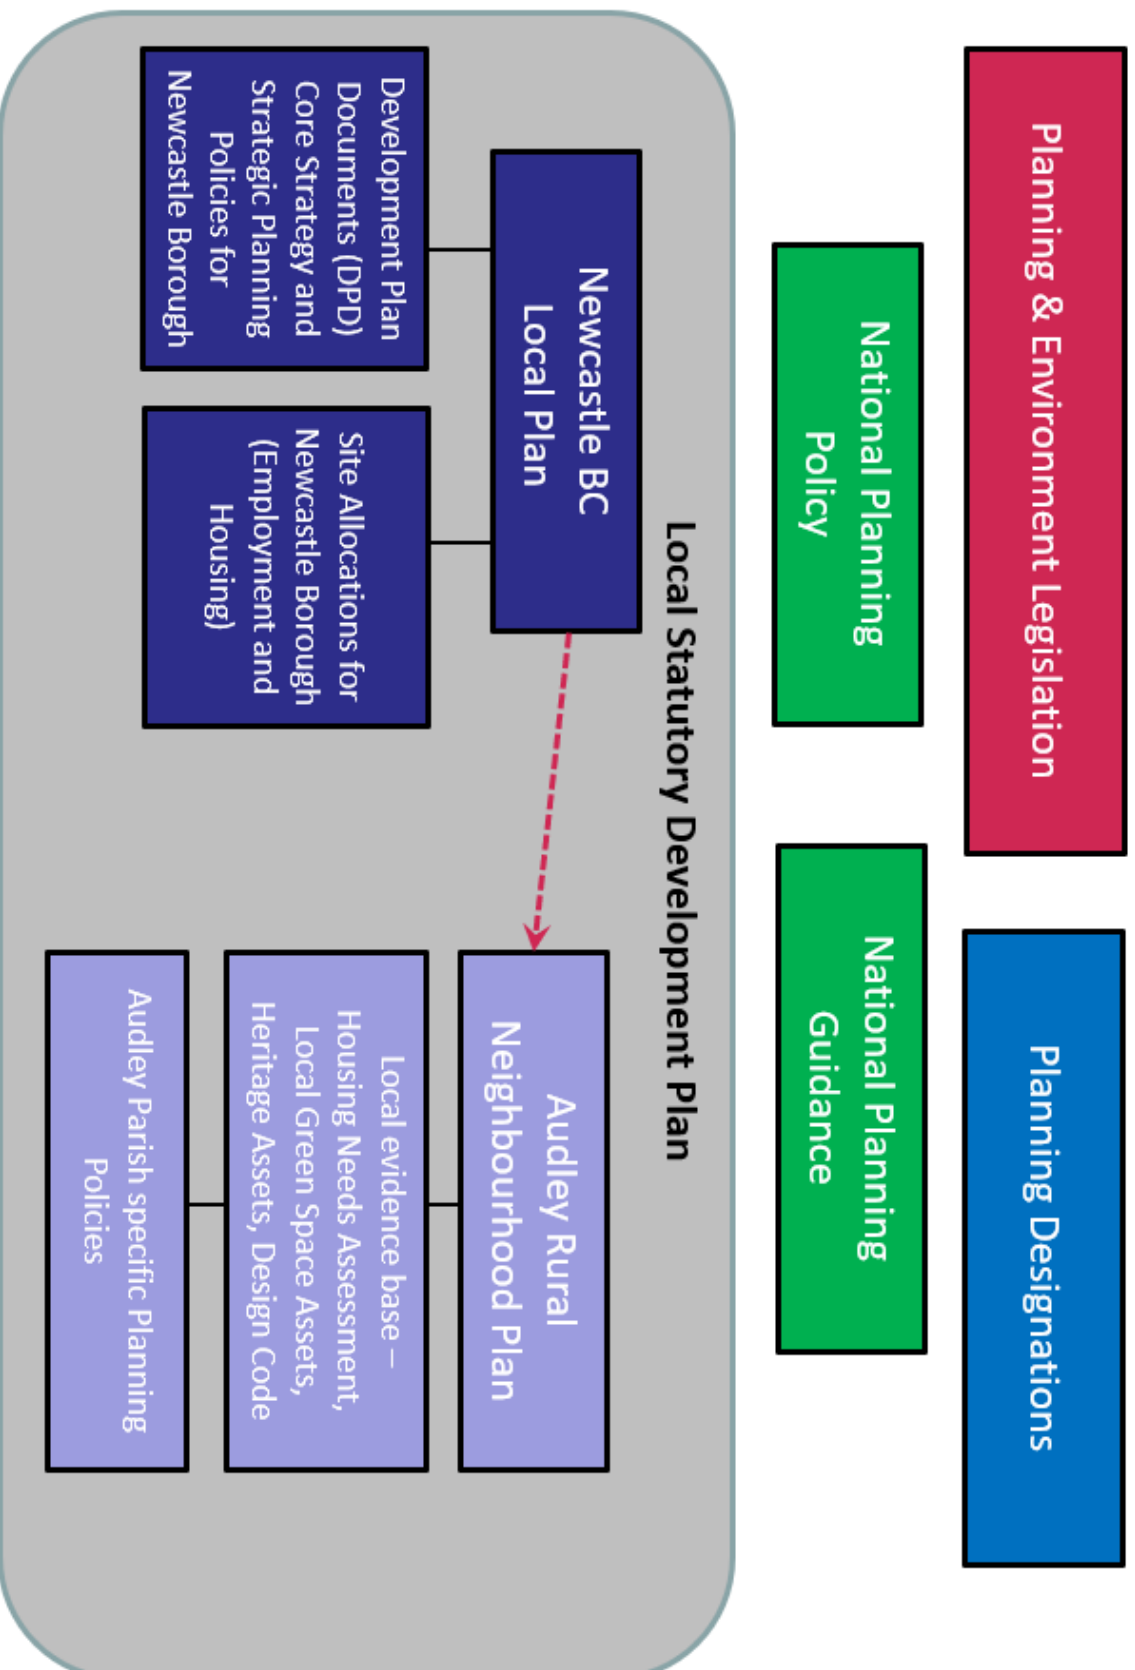 Planning & Environment Legislation
Planning Designations
National Planning
Policy
National Planning
Guidance
Local Statutory Development Plan
Newcastle BC
Local Plan
Development Plan
Documents (DPD)
Core Strategy and
Strategic Planning
Policies for
Newcastle Borough
Site Allocations for
Newcastle Borough
(Employment and
Housing)
Audley Rural
Neighbourhood Plan
Local evidence base –
Housing Needs Assessment,
Local Green Space Assets,
Heritage Assets, Design Code
Audley Parish specific Planning
Policies